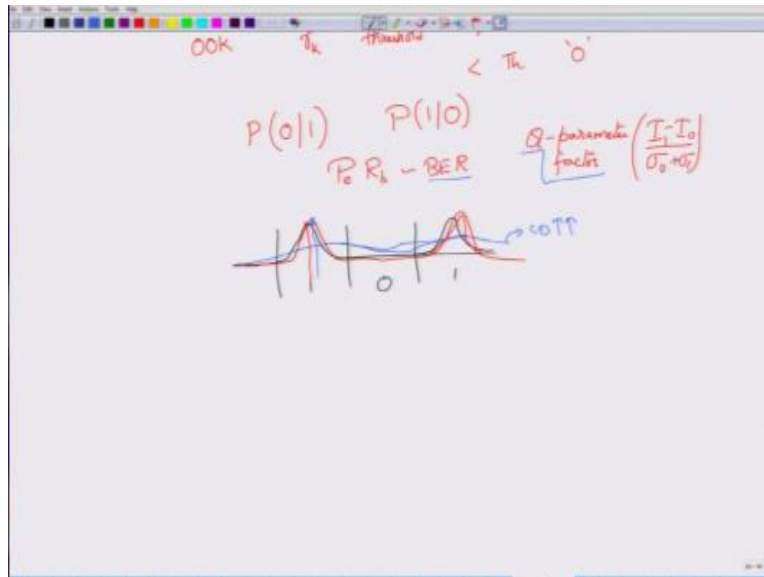 OOK γk threshold
< Th '0'
P(0|1) P(1|0)
Q-parameter factor (I1-I0 / σ0+σ1)
Pe Rb - BER
0 1